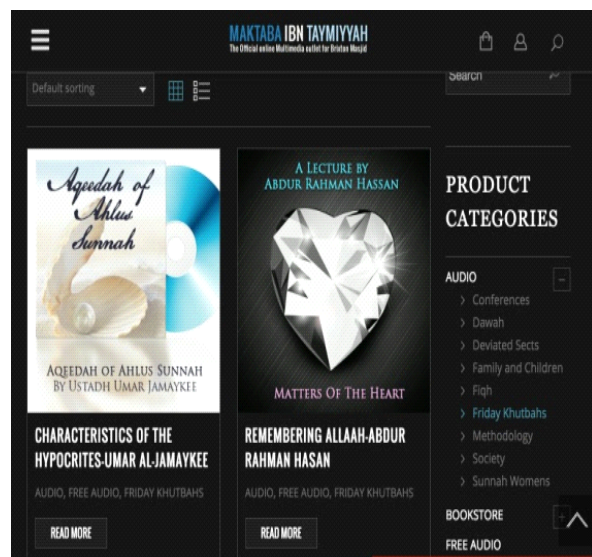 MAKTABA IBN TAYMIYYAH
The Official online Multimedia outlet for Brixton Masjid
Default sorting
Search
Aqeedah of
Ahlus
Sunnah
AQEEDAH OF AHLUS SUNNAH
BY USTADH UMAR JAMAYKEE
CHARACTERISTICS OF THE
HYPOCRITES-UMAR AL-JAMAYKEE
AUDIO, FREE AUDIO, FRIDAY KHUTBAHS
READ MORE
A LECTURE BY
ABDUR RAHMAN HASSAN
MATTERS OF THE HEART
REMEMBERING ALLAAH-ABDUR
RAHMAN HASAN
AUDIO, FREE AUDIO, FRIDAY KHUTBAHS
READ MORE
PRODUCT
CATEGORIES
AUDIO
Conferences
Dawah
Deviated Sects
Family and Children
Fiqh
Friday Khutbahs
Methodology
Society
Sunnah Womens
BOOKSTORE
FREE AUDIO